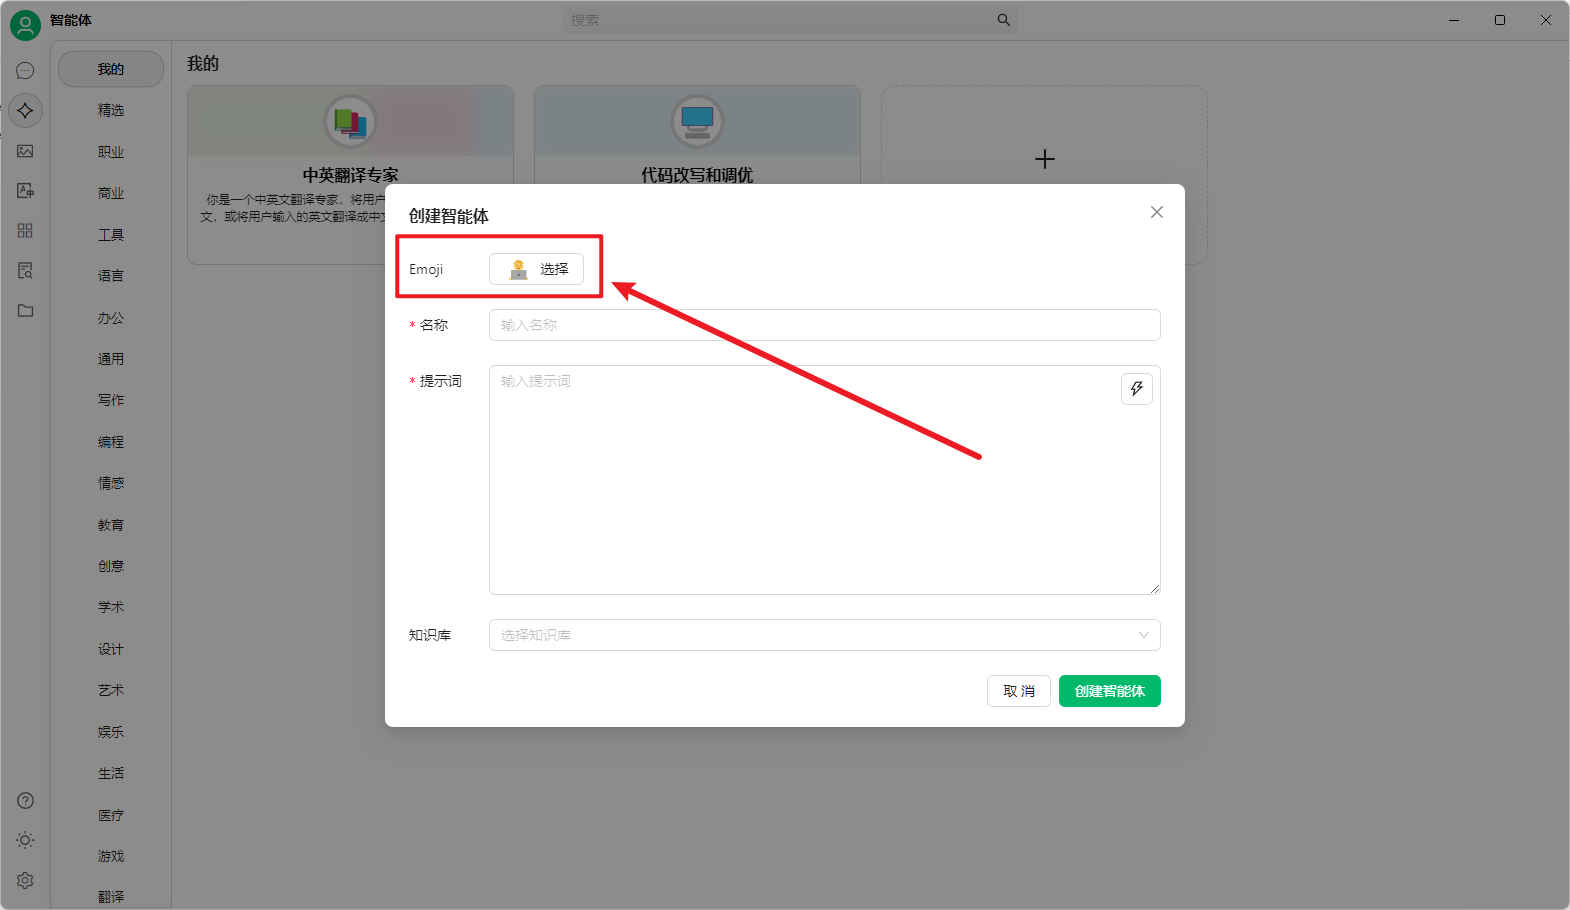 智能体
搜索
我的
精选
职业
商业
工具
语言
办公
通用
写作
编程
情感
教育
创意
学术
设计
艺术
娱乐
生活
医疗
游戏
翻译
我的
中英翻译专家
你是一个中英文翻译专家，将用户
文，或将用户输入的英文翻译成中文
代码改写和调优
创建智能体
Emoji 选择
* 名称 输入名称
* 提示词 输入提示词
知识库 选择知识库
取 消 创建智能体